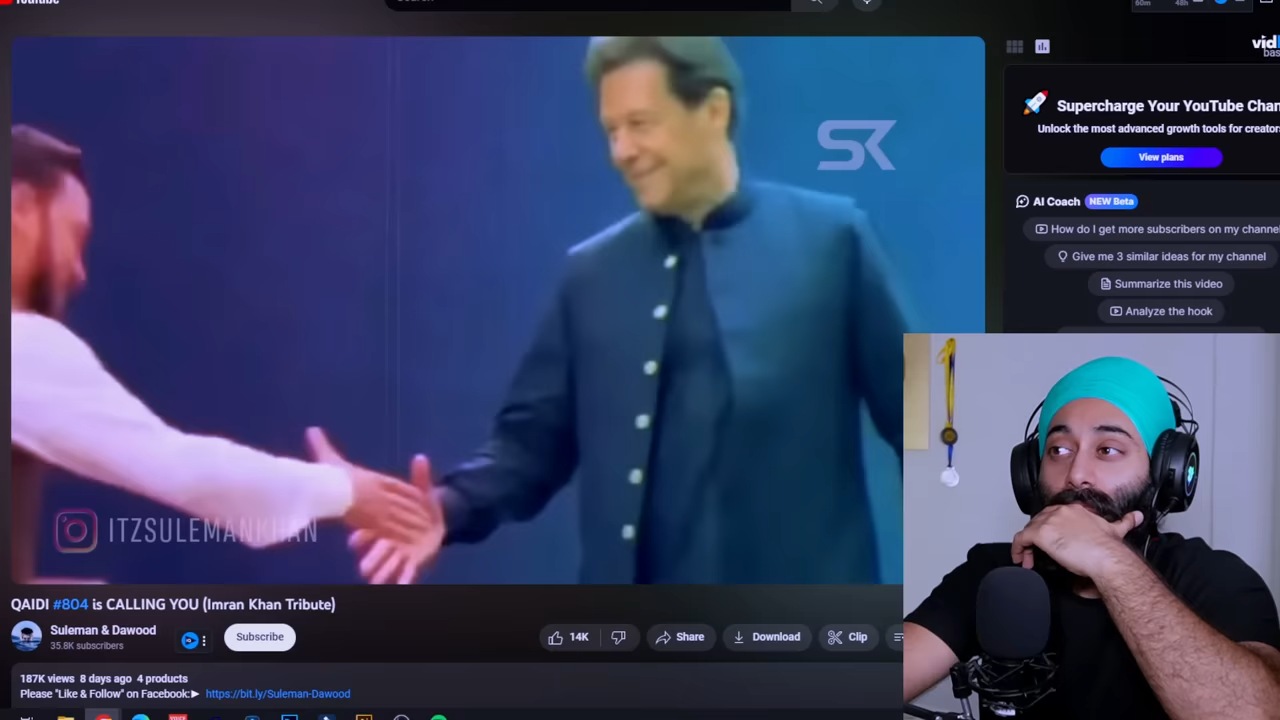 60m 48h
SK
Supercharge Your YouTube Chan
Unlock the most advanced growth tools for creator
View plans
AI Coach NEW Beta
How do I get more subscribers on my channel
Give me 3 similar ideas for my channel
Summarize this video
Analyze the hook
ITZSULEMANKHAN
QAIDI #804 is CALLING YOU (Imran Khan Tribute)
Suleman & Dawood
35.8K subscribers
Subscribe
14K
Share
Download
Clip
187K views 8 days ago 4 products
Please "Like & Follow" on Facebook:► https://bit.ly/Suleman-Dawood